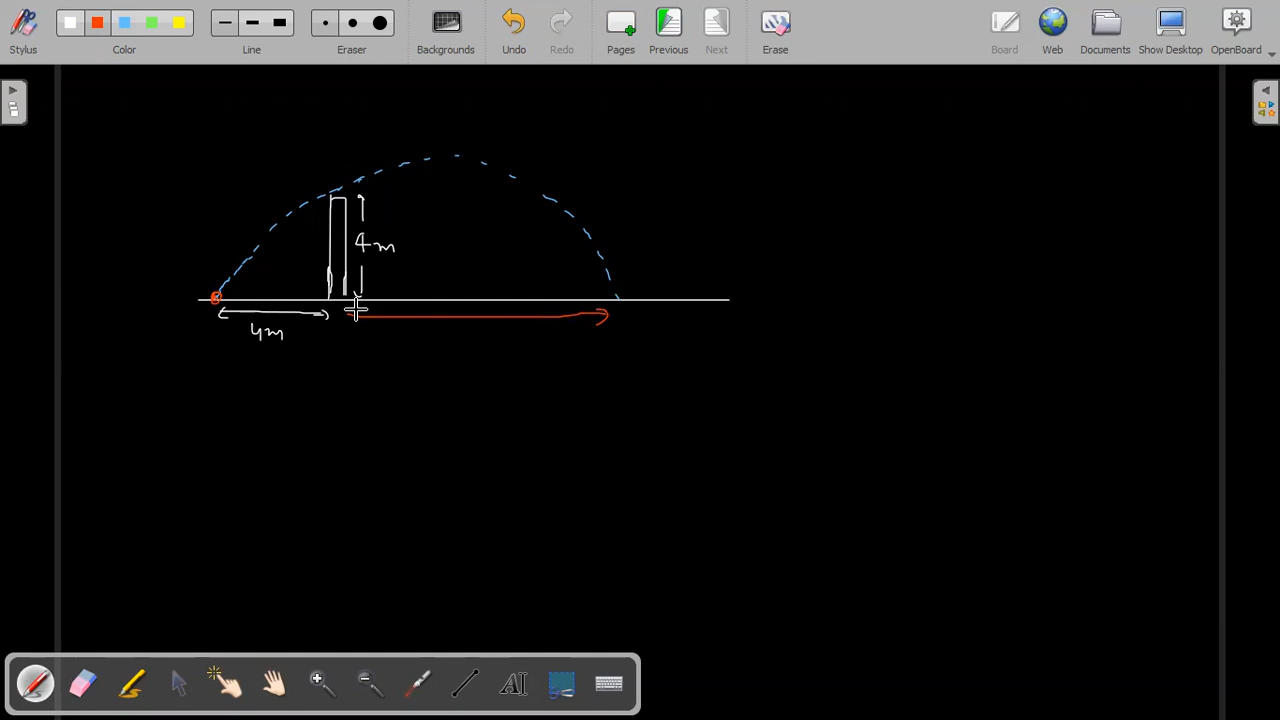 Stylus
Color
Line
Eraser
Backgrounds
Undo
Redo
Pages
Previous
Next
Erase
Board
Web
Documents
Show Desktop
OpenBoard
4m
4m
AI